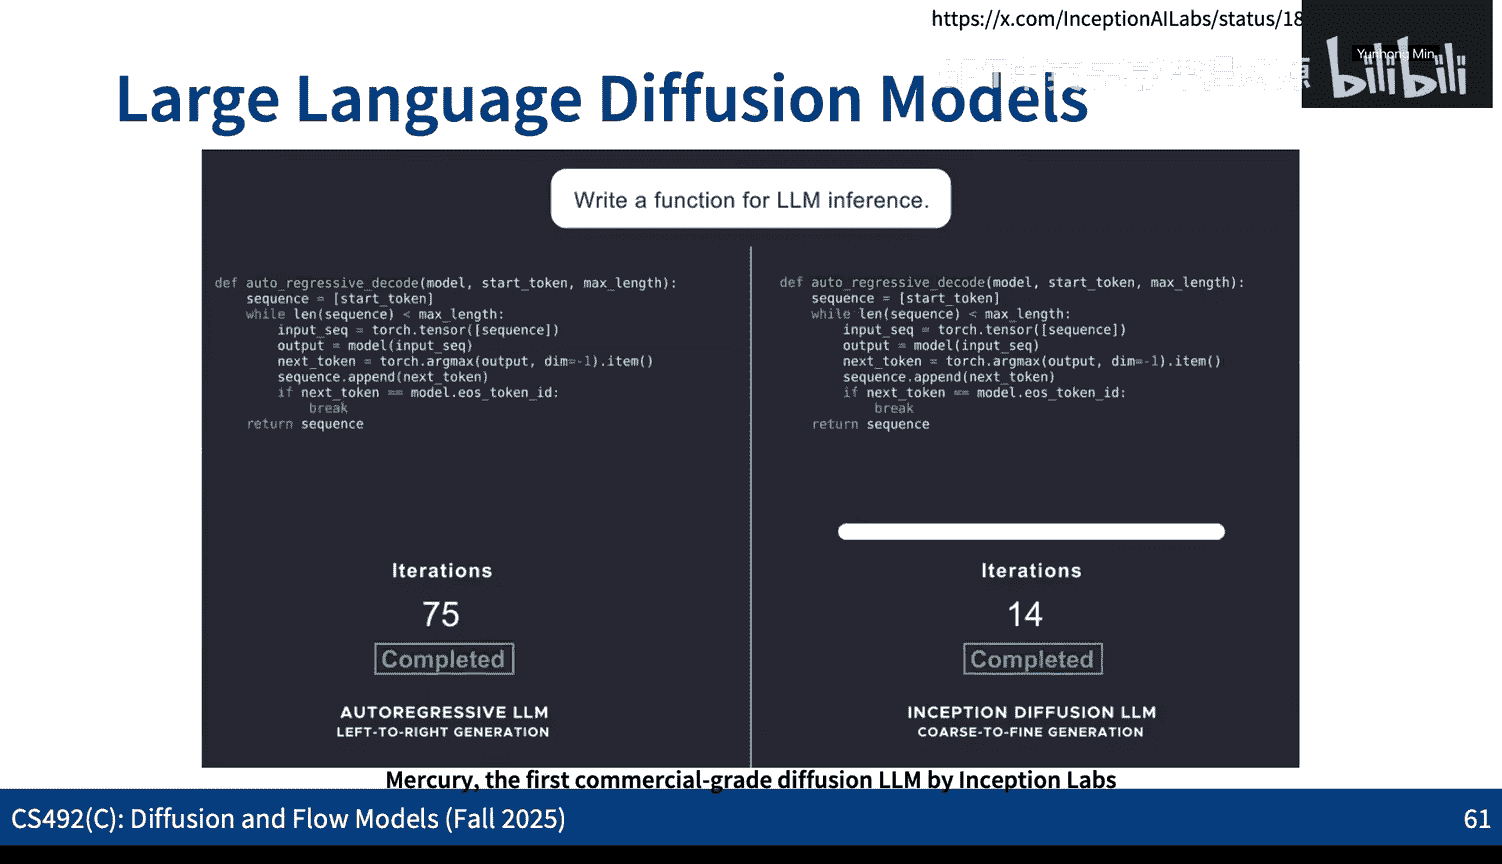 https://x.com/InceptionAILabs/status/18
Yunhong Min
bilibili
Large Language Diffusion Models
Write a function for LLM inference.
def auto_regressive_decode(model, start_token, max_length):
    sequence = [start_token]
    while len(sequence) < max_length:
        input_seq = torch.tensor([sequence])
        output = model(input_seq)
        next_token = torch.argmax(output, dim=-1).item()
        sequence.append(next_token)
        if next_token == model.eos_token_id:
            break
    return sequence
Iterations
75
Completed
AUTOREGRESSIVE LLM
LEFT-TO-RIGHT GENERATION
def auto_regressive_decode(model, start_token, max_length):
    sequence = [start_token]
    while len(sequence) < max_length:
        input_seq = torch.tensor([sequence])
        output = model(input_seq)
        next_token = torch.argmax(output, dim=-1).item()
        sequence.append(next_token)
        if next_token == model.eos_token_id:
            break
    return sequence
Iterations
14
Completed
INCEPTION DIFFUSION LLM
COARSE-TO-FINE GENERATION
Mercury, the first commercial-grade diffusion LLM by Inception Labs
CS492(C): Diffusion and Flow Models (Fall 2025)
61